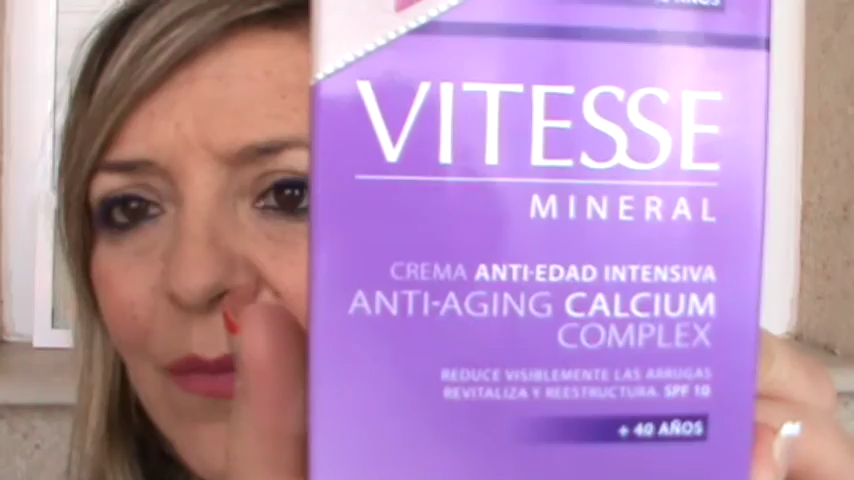 AÑOS
VITESSE
MINERAL
CREMA ANTI-EDAD INTENSIVA
ANTI-AGING CALCIUM
COMPLEX
REDUCE VISIBLEMENTE LAS ARRUGAS
REVITALIZA Y REESTRUCTURA. SPF 10
+ 40 AÑOS